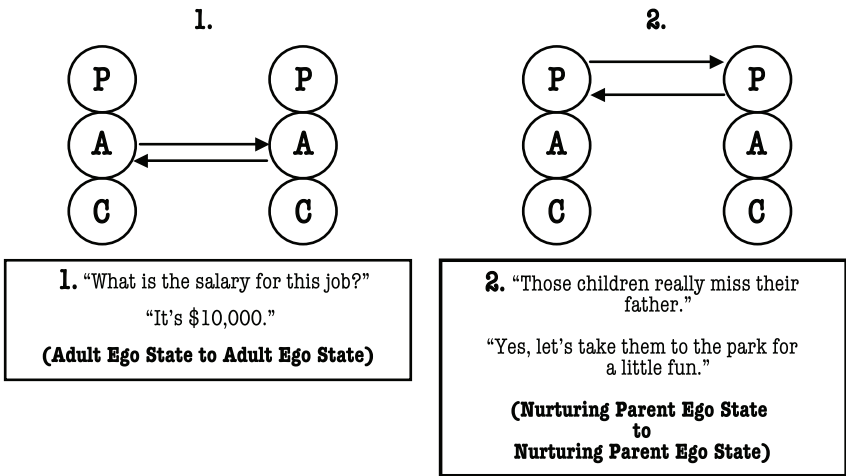 1.
P P
A A
C C
1. “What is the salary for this job?”
“It’s $10,000.”
(Adult Ego State to Adult Ego State)
2.
P P
A A
C C
2. “Those children really miss their
father.”
“Yes, let’s take them to the park for
a little fun.”
(Nurturing Parent Ego State
to
Nurturing Parent Ego State)